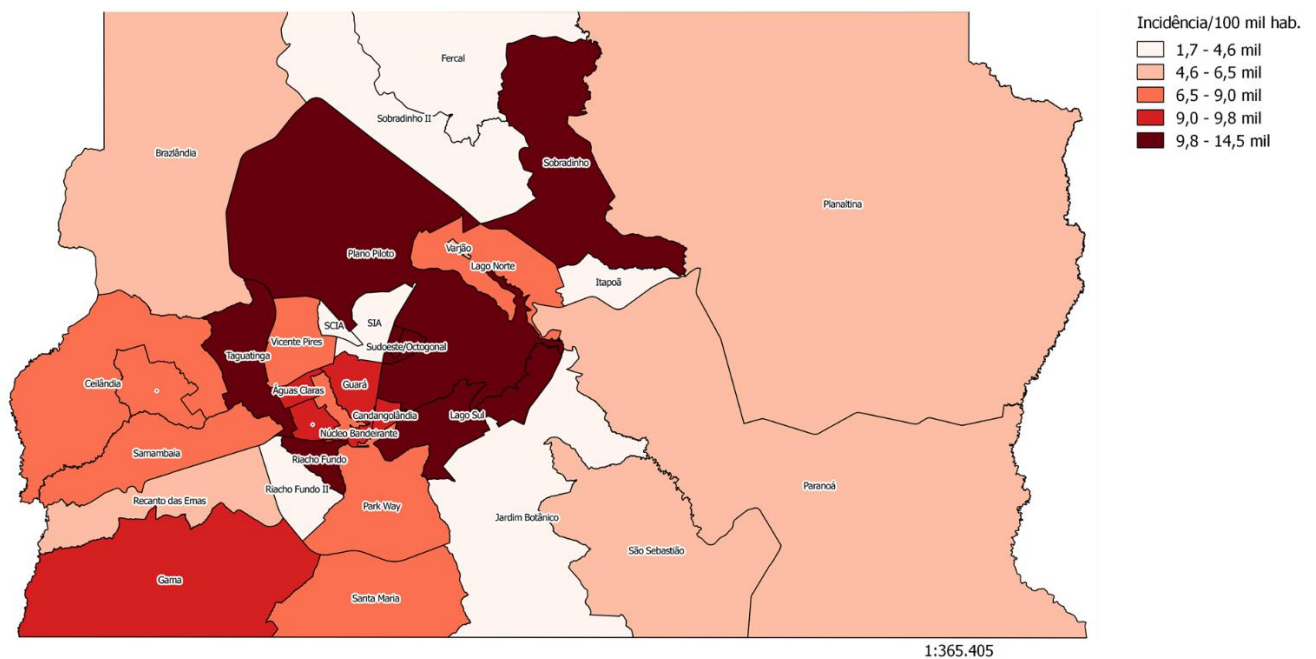 Incidência/100 mil hab.
1,7 - 4,6 mil
4,6 - 6,5 mil
6,5 - 9,0 mil
9,0 - 9,8 mil
9,8 - 14,5 mil
Fercal
Sobradinho II
Brazlândia
Sobradinho
Planaltina
Plano Piloto
Varjão
Lago Norte
Itapoã
SCIA
SIA
Vicente Pires
Sudoeste/Octogonal
Taguatinga
Ceilândia
Águas Claras
Guará
Candangolândia
Lago Sul
Núcleo Bandeirante
Samambaia
Riacho Fundo
Paranoá
Riacho Fundo II
Recanto das Emas
Park Way
Jardim Botânico
São Sebastião
Gama
Santa Maria
1:365.405